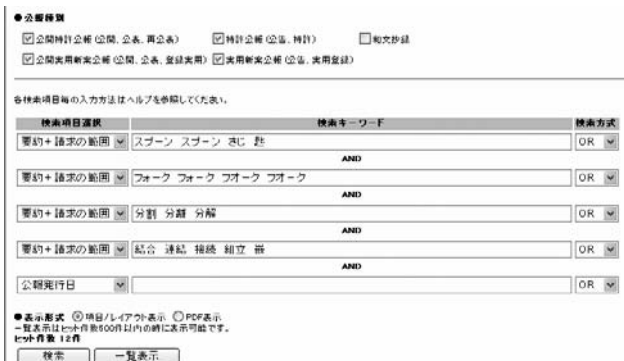 ●公報種別
公開特許公報(公開、公表、再公表) 特許公報(公告、特許) 和文抄録
公開実用新案公報(公開、公表、登録実用) 実用新案公報(公告、実用登録)
各検索項目毎の入力方法はヘルプを参照してください。
検索項目選択 検索キーワード 検索方式
要約+請求の範囲 スプーン スプーン さじ 匙 OR
AND
要約+請求の範囲 フォーク フォーク フオーク フオーク OR
AND
要約+請求の範囲 分割 分離 分解 OR
AND
要約+請求の範囲 結合 連結 接続 組立 嵌 OR
AND
公報発行日 OR
●表示形式 項目/レイアウト表示 PDF表示
一覧表示はヒット件数500件以内の時に表示可能です。
ヒット件数 12件
検索 一覧表示